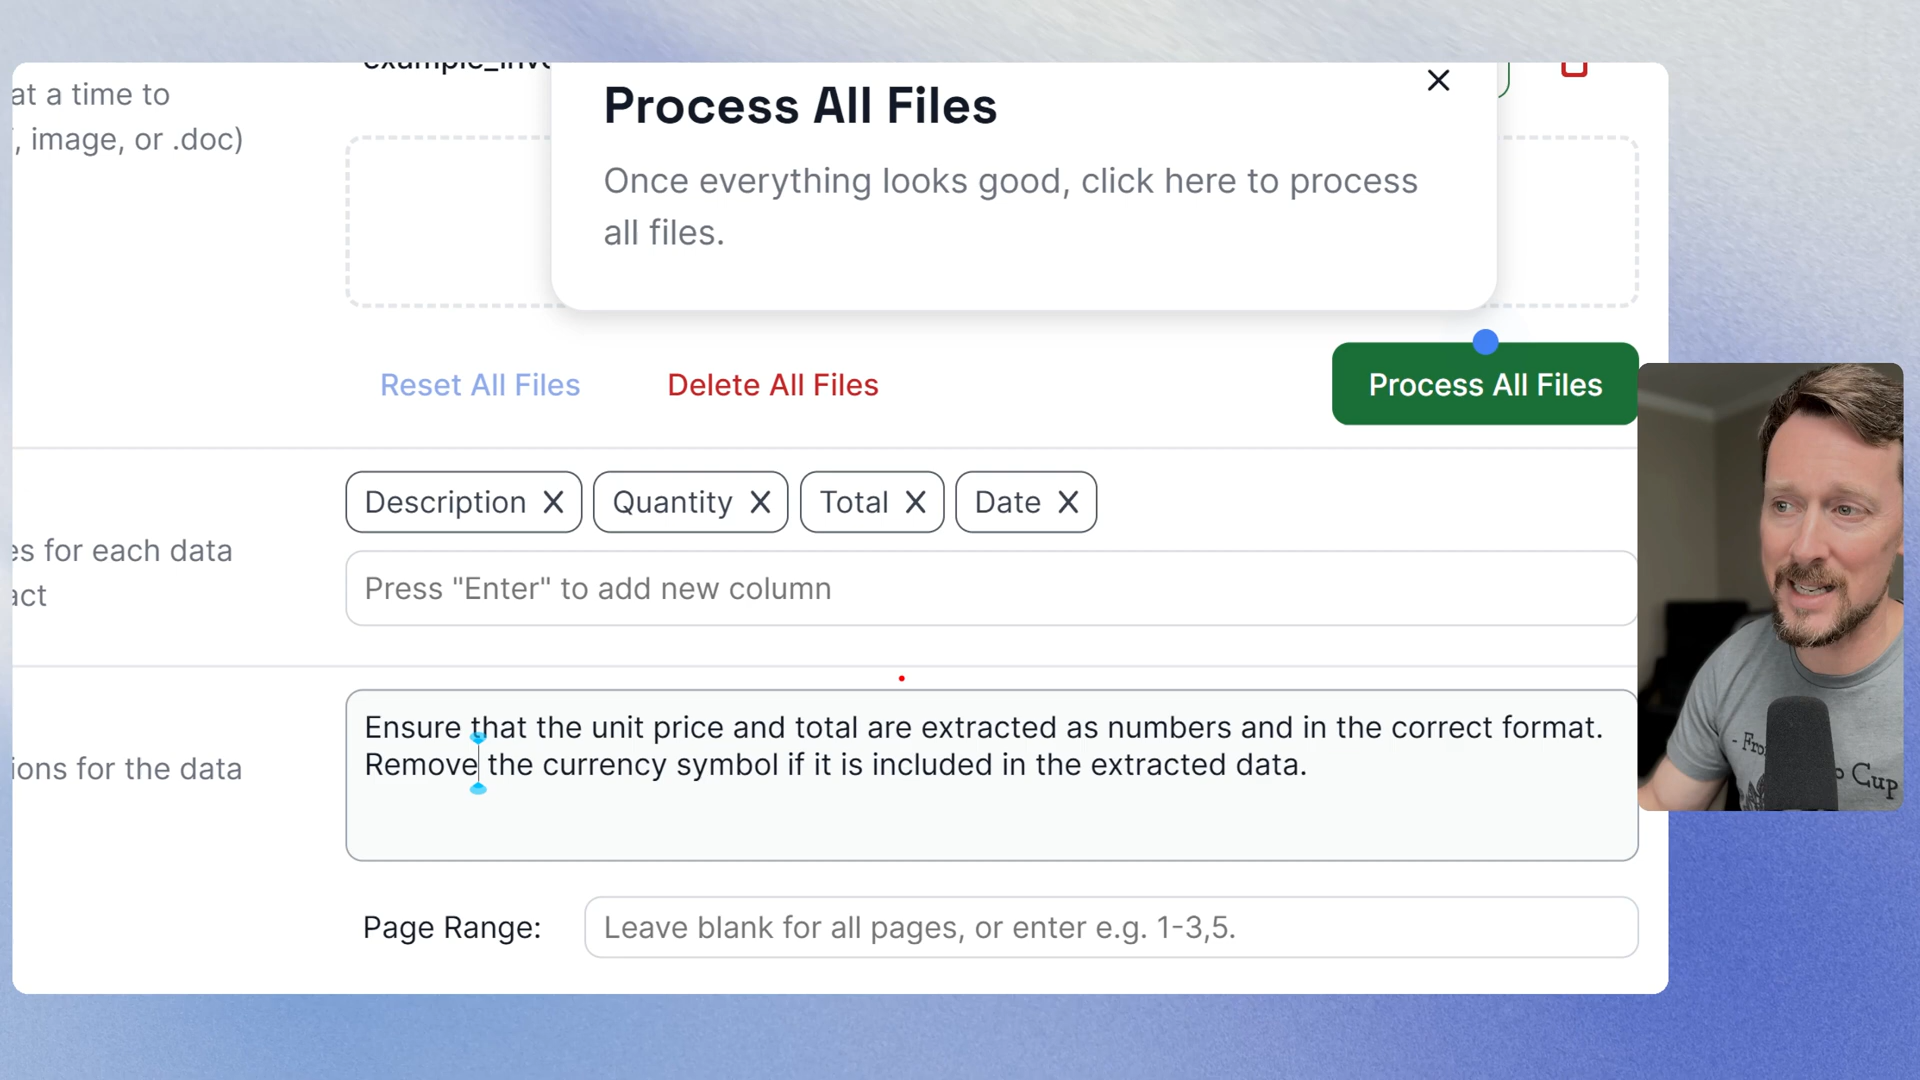 example_invo
at a time to
, image, or .doc)
Process All Files
Once everything looks good, click here to process
all files.
Reset All Files
Delete All Files
Process All Files
Description
Quantity
Total
Date
es for each data
act
Press "Enter" to add new column
ions for the data
Ensure that the unit price and total are extracted as numbers and in the correct format.
Remove the currency symbol if it is included in the extracted data.
Page Range:
Leave blank for all pages, or enter e.g. 1-3,5.
- Fro
Cup